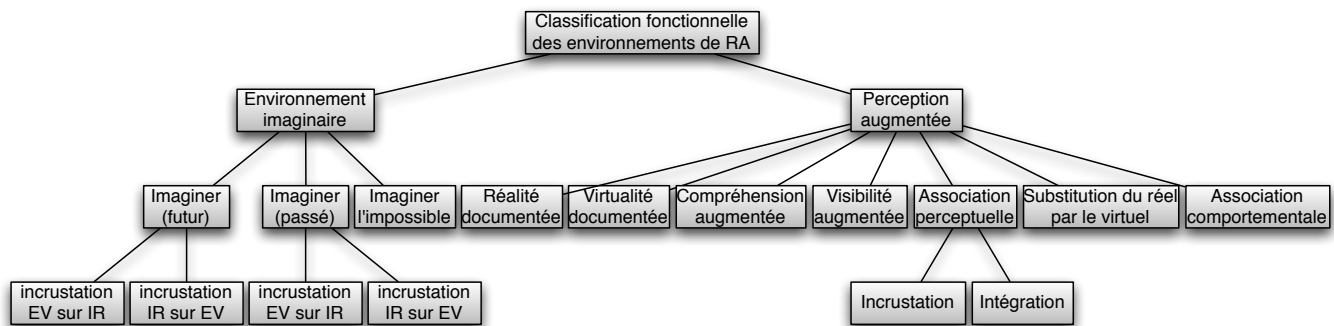 Classification fonctionnelle
des environnements de RA
Environnement
imaginaire
Perception
augmentée
Imaginer
(futur)
Imaginer
(passé)
Imaginer
l'impossible
Réalité
documentée
Virtualité
documentée
Compréhension
augmentée
Visibilité
augmentée
Association
perceptuelle
Substitution du réel
par le virtuel
Association
comportementale
incrustation
EV sur IR
incrustation
IR sur EV
incrustation
EV sur IR
incrustation
IR sur EV
Incrustation
Intégration